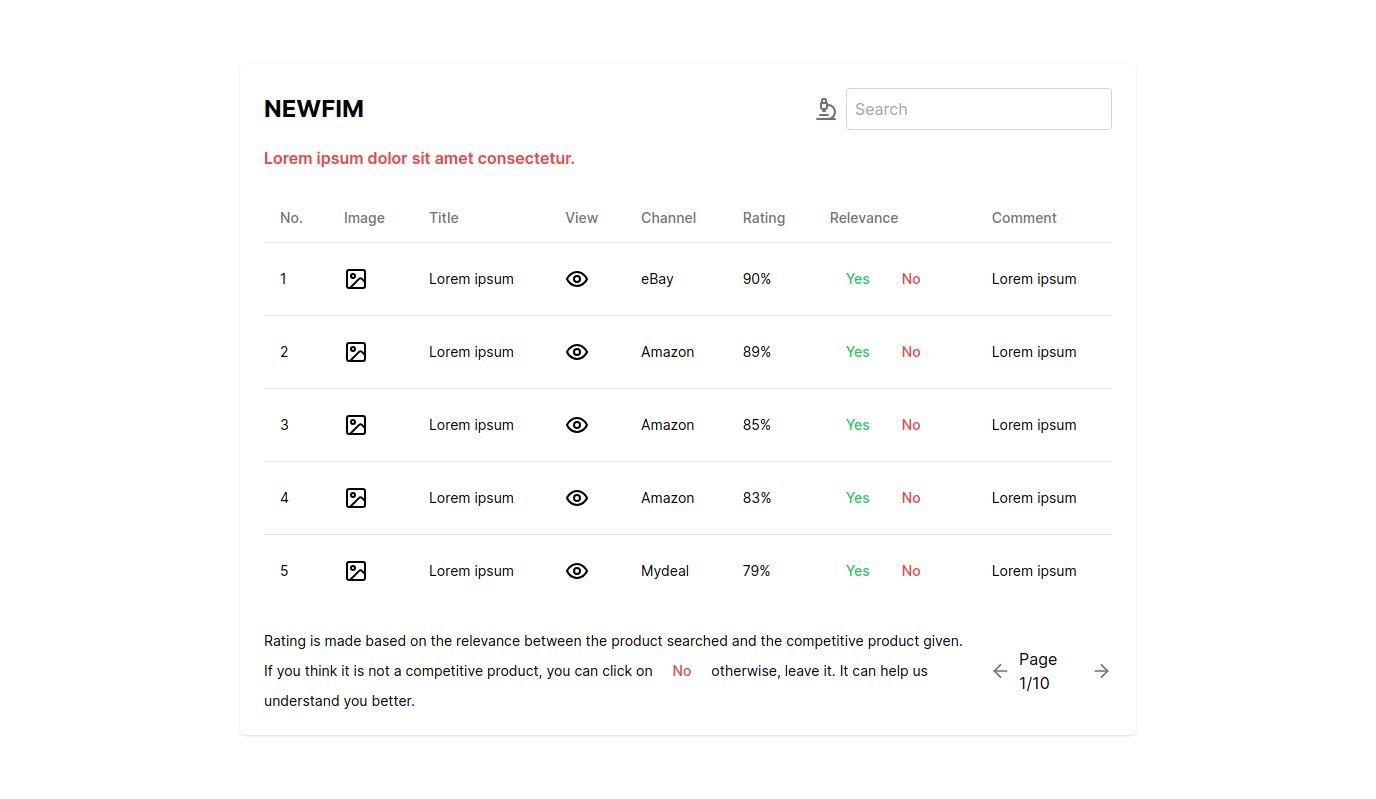 NEWFIM
Search
Lorem ipsum dolor sit amet consectetur.
No. Image Title View Channel Rating Relevance Comment
1 Lorem ipsum eBay 90% Yes No Lorem ipsum
2 Lorem ipsum Amazon 89% Yes No Lorem ipsum
3 Lorem ipsum Amazon 85% Yes No Lorem ipsum
4 Lorem ipsum Amazon 83% Yes No Lorem ipsum
5 Lorem ipsum Mydeal 79% Yes No Lorem ipsum
Rating is made based on the relevance between the product searched and the competitive product given.
If you think it is not a competitive product, you can click on No otherwise, leave it. It can help us
understand you better.
Page
1/10